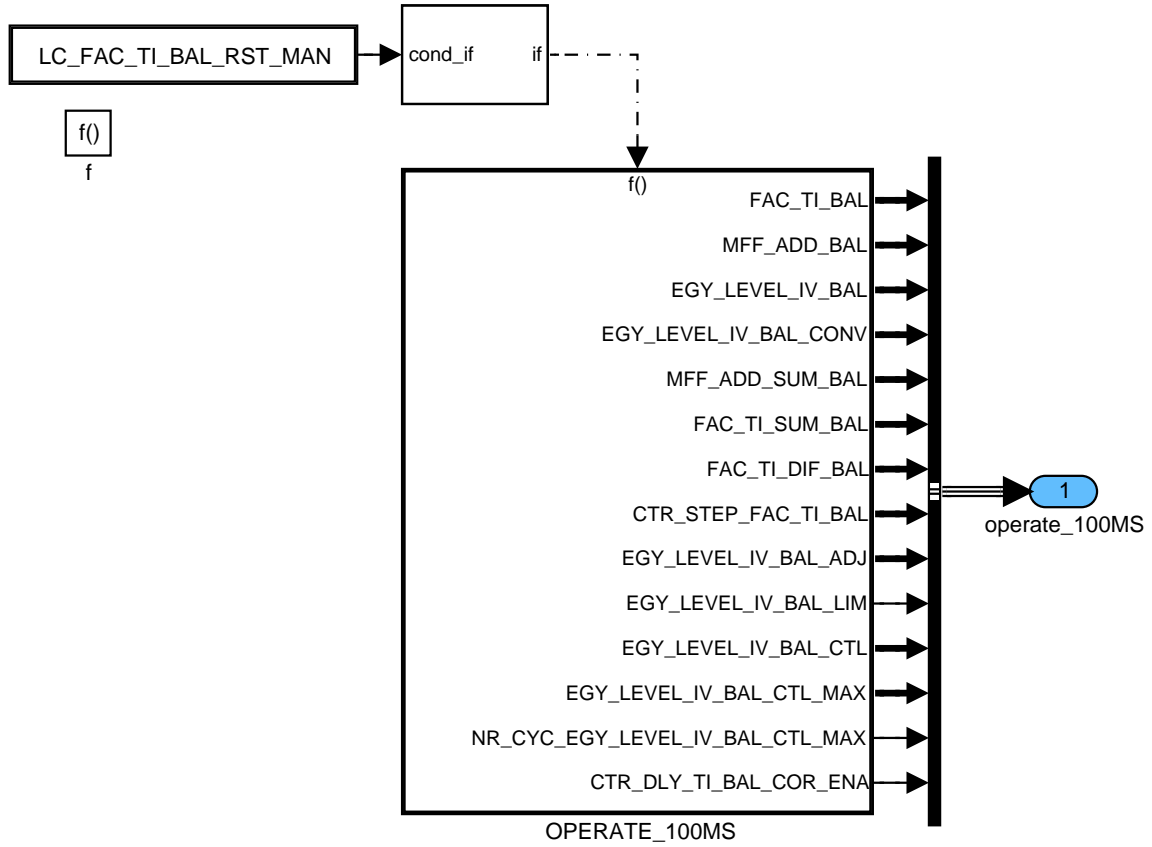 LC_FAC_TI_BAL_RST_MAN
cond_if
if
f()
f
f()
FAC_TI_BAL
MFF_ADD_BAL
EGY_LEVEL_IV_BAL
EGY_LEVEL_IV_BAL_CONV
MFF_ADD_SUM_BAL
FAC_TI_SUM_BAL
FAC_TI_DIF_BAL
CTR_STEP_FAC_TI_BAL
EGY_LEVEL_IV_BAL_ADJ
EGY_LEVEL_IV_BAL_LIM
EGY_LEVEL_IV_BAL_CTL
EGY_LEVEL_IV_BAL_CTL_MAX
NR_CYC_EGY_LEVEL_IV_BAL_CTL_MAX
CTR_DLY_TI_BAL_COR_ENA
OPERATE_100MS
1
operate_100MS